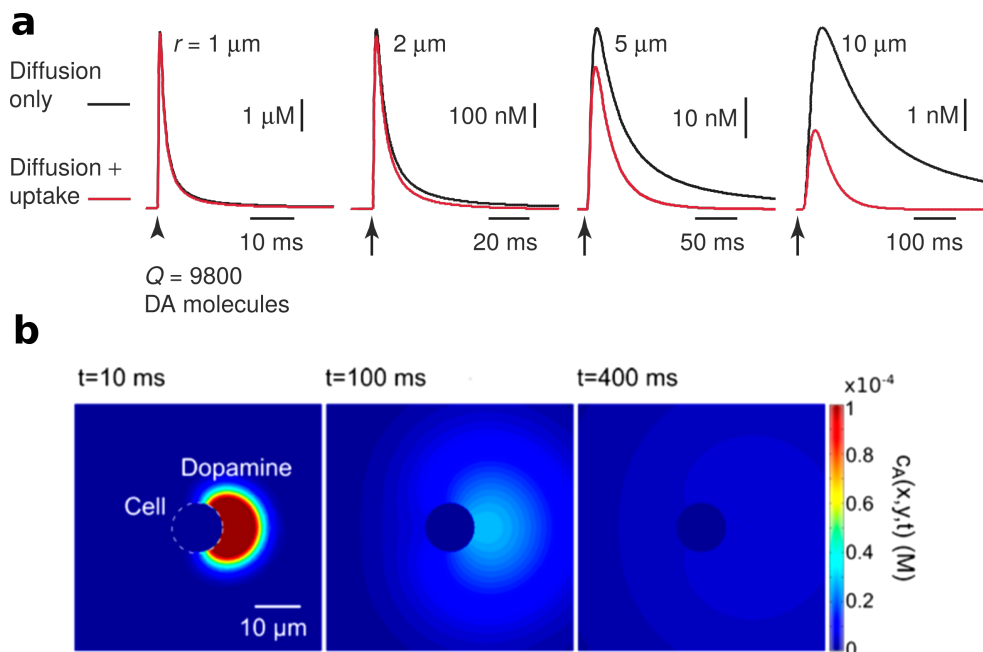 a
r = 1 μm
2 μm
5 μm
10 μm
Diffusion
only
1 μM
100 nM
10 nM
1 nM
Diffusion +
uptake
10 ms
20 ms
50 ms
100 ms
Q = 9800
DA molecules
b
t=10 ms
t=100 ms
t=400 ms
x10-4
1
0.8
0.6
0.4
0.2
0
cA(x,y,t) (M)
Dopamine
Cell
10 μm